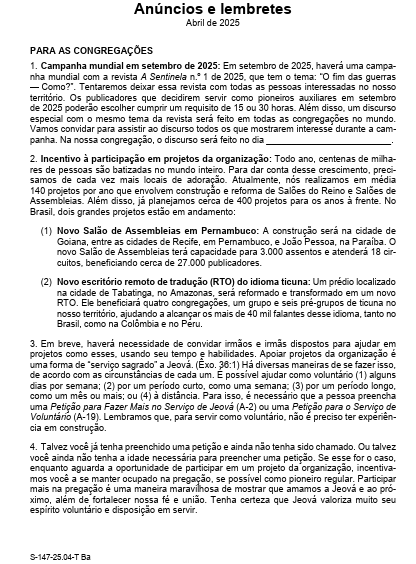 Anúncios e lembretes
Abril de 2025
PARA AS CONGREGAÇÕES
1. Campanha mundial em setembro de 2025: Em setembro de 2025, haverá uma campa-
nha mundial com a revista A Sentinela n.º 1 de 2025, que tem o tema: “O fim das guerras
— Como?”. Tentaremos deixar essa revista com todas as pessoas interessadas no nosso
território. Os publicadores que decidirem servir como pioneiros auxiliares em setembro
de 2025 poderão escolher cumprir um requisito de 15 ou 30 horas. Além disso, um discurso
especial com o mesmo tema da revista será feito em todas as congregações no mundo.
Vamos convidar para assistir ao discurso todos os que mostrarem interesse durante a cam-
panha. Na nossa congregação, o discurso será feito no dia ____________________.
2. Incentivo à participação em projetos da organização: Todo ano, centenas de milha-
res de pessoas são batizadas no mundo inteiro. Para dar conta desse crescimento, preci-
samos de cada vez mais locais de adoração. Atualmente, nós realizamos em média
140 projetos por ano que envolvem construção e reforma de Salões do Reino e Salões de
Assembleias. Além disso, já planejamos cerca de 400 projetos para os anos à frente. No
Brasil, dois grandes projetos estão em andamento:
(1) Novo Salão de Assembleias em Pernambuco: A construção será na cidade de
Goiana, entre as cidades de Recife, em Pernambuco, e João Pessoa, na Paraíba. O
novo Salão de Assembleias terá capacidade para 3.000 assentos e atenderá 18 cir-
cuitos, beneficiando cerca de 27.000 publicadores.
(2) Novo escritório remoto de tradução (RTO) do idioma ticuna: Um prédio localizado
na cidade de Tabatinga, no Amazonas, será reformado e transformado em um novo
RTO. Ele beneficiará quatro congregações, um grupo e seis pré-grupos de ticuna no
nosso território, ajudando a alcançar os mais de 40 mil falantes desse idioma, tanto no
Brasil, como na Colômbia e no Peru.
3. Em breve, haverá necessidade de convidar irmãos e irmãs dispostos para ajudar em
projetos como esses, usando seu tempo e habilidades. Apoiar projetos da organização é
uma forma de “serviço sagrado” a Jeová. (Êxo. 36:1) Há diversas maneiras de se fazer isso,
de acordo com as circunstâncias de cada um. É possível ajudar como voluntário (1) alguns
dias por semana; (2) por um período curto, como uma semana; (3) por um período longo,
como um mês ou mais; ou (4) à distância. Para isso, é necessário que a pessoa preencha
uma Petição para Fazer Mais no Serviço de Jeová (A-2) ou uma Petição para o Serviço de
Voluntário (A-19). Lembramos que, para servir como voluntário, não é preciso ter experiên-
cia em construção.
4. Talvez você já tenha preenchido uma petição e ainda não tenha sido chamado. Ou talvez
você ainda não tenha a idade necessária para preencher uma petição. Se esse for o caso,
enquanto aguarda a oportunidade de participar em um projeto da organização, incentiva-
mos você a se manter ocupado na pregação, se possível como pioneiro regular. Participar
mais na pregação é uma maneira maravilhosa de mostrar que amamos a Jeová e ao pró-
ximo, além de fortalecer nossa fé e união. Tenha certeza que Jeová valoriza muito seu
espírito voluntário e disposição em servir.
S-147-25.04-T Ba